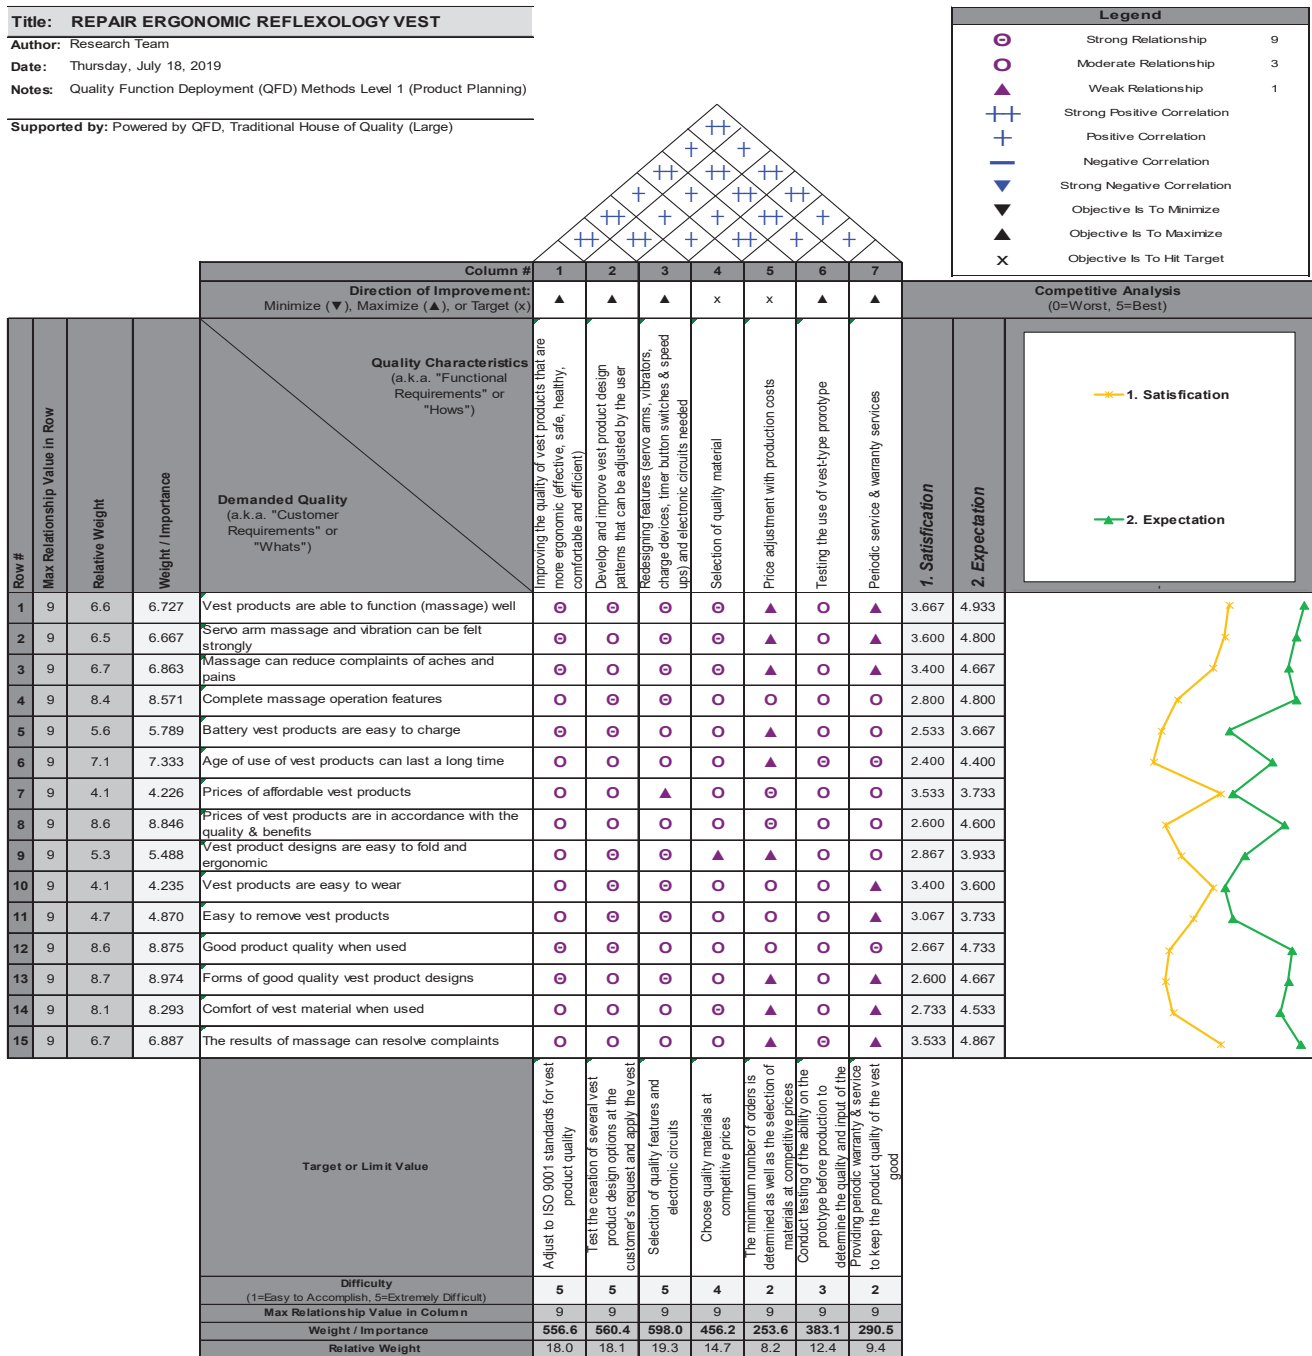 Title: REPAIR ERGONOMIC REFLEXOLOGY VEST
Author: Research Team
Date: Thursday, July 18, 2019
Notes: Quality Function Deployment (QFD) Methods Level 1 (Product Planning)
Supported by: Powered by QFD, Traditional House of Quality (Large)
Legend
Θ Strong Relationship 9
Ο Moderate Relationship 3
▲ Weak Relationship 1
++ Strong Positive Correlation
+ Positive Correlation
— Negative Correlation
▼ Strong Negative Correlation
▼ Objective Is To Minimize
▲ Objective Is To Maximize
x Objective Is To Hit Target
++
+ +
++ ++ ++
+ + ++ ++
++ + + ++ +
++ ++ + ++ + +
Column # 1 2 3 4 5 6 7
Direction of Improvement:
Minimize (▼), Maximize (▲), or Target (x)
▲ ▲ ▲ x x ▲ ▲
Competitive Analysis
(0=Worst, 5=Best)
Row #
Max Relationship Value in Row
Relative Weight
Weight / Importance
Quality Characteristics
(a.k.a. "Functional
Requirements" or
"Hows")
Demanded Quality
(a.k.a. "Customer
Requirements" or
"Whats")
Improving the quality of vest products that are
more ergonomic (effective, safe, healthy,
comfortable and efficient)
Develop and improve vest product design
patterns that can be adjusted by the user
Redesigning features (servo arms, vibrators,
charge devices, timer button switches & speed
ups) and electronic circuits needed
Selection of quality material
Price adjustment with production costs
Testing the use of vest-type prorotype
Periodic service & warranty services
1. Satisfaction
2. Expectation
1. Satisfication
2. Expectation
1 9 6.6 6.727 Vest products are able to function (massage) well Θ Θ Θ Θ ▲ Ο ▲ 3.667 4.933
2 9 6.5 6.667 Servo arm massage and vibration can be felt
strongly Θ Ο Θ Θ ▲ Ο ▲ 3.600 4.800
3 9 6.7 6.863 Massage can reduce complaints of aches and
pains Θ Ο Θ Θ ▲ Ο ▲ 3.400 4.667
4 9 8.4 8.571 Complete massage operation features Ο Θ Θ Ο Ο Ο Ο 2.800 4.800
5 9 5.6 5.789 Battery vest products are easy to charge Θ Θ Ο Ο ▲ Ο Ο 2.533 3.667
6 9 7.1 7.333 Age of use of vest products can last a long time Ο Ο Ο Ο ▲ Θ Θ 2.400 4.400
7 9 4.1 4.226 Prices of affordable vest products Ο Ο ▲ Ο Θ Ο Ο 3.533 3.733
8 9 8.6 8.846 Prices of vest products are in accordance with the
quality & benefits Ο Ο Ο Ο Θ Ο Ο 2.600 4.600
9 9 5.3 5.488 Vest product designs are easy to fold and
ergonomic Ο Θ Θ ▲ ▲ Ο Ο 2.867 3.933
10 9 4.1 4.235 Vest products are easy to wear Ο Θ Θ Ο Ο Ο ▲ 3.400 3.600
11 9 4.7 4.870 Easy to remove vest products Ο Θ Θ Ο Ο Ο ▲ 3.067 3.733
12 9 8.6 8.875 Good product quality when used Θ Θ Ο Ο Ο Ο Θ 2.667 4.733
13 9 8.7 8.974 Forms of good quality vest product designs Θ Ο Θ Ο ▲ Ο ▲ 2.600 4.667
14 9 8.1 8.293 Comfort of vest material when used Ο Ο Ο Θ ▲ Ο ▲ 2.733 4.533
15 9 6.7 6.887 The results of massage can resolve complaints Ο Ο Ο Ο ▲ Θ ▲ 3.533 4.867
Target or Limit Value
Adjust to ISO 9001 standards for vest
product quality
Test the creation of several vest
product design options at the
customer's request and apply the vest
Selection of quality features and
electronic circuits
Choose quality materials at
competitive prices
The minimum number of orders is
determined as well as the selection of
materials at competitive prices
Conduct testing of the ability on the
prototype before production to
determine the quality and input of the
Providing periodic warranty & service
to keep the product quality of the vest
good
Difficulty
(1=Easy to Accomplish, 5=Extremely Difficult)
5 5 5 4 2 3 2
Max Relationship Value in Column 9 9 9 9 9 9 9
Weight / Importance 556.6 560.4 598.0 456.2 253.6 383.1 290.5
Relative Weight 18.0 18.1 19.3 14.7 8.2 12.4 9.4